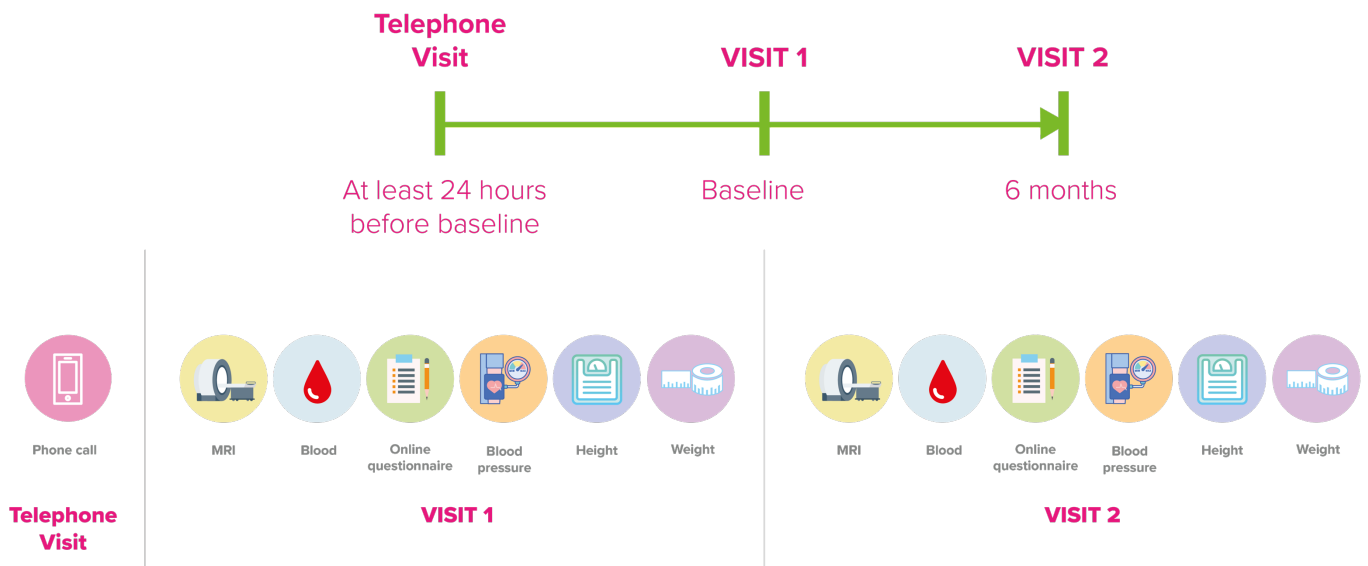 Telephone
Visit
VISIT 1
VISIT 2
At least 24 hours
before baseline
Baseline
6 months
Phone call
MRI
Blood
Online
questionnaire
Blood
pressure
Height
Weight
MRI
Blood
Online
questionnaire
Blood
pressure
Height
Weight
Telephone
Visit
VISIT 1
VISIT 2